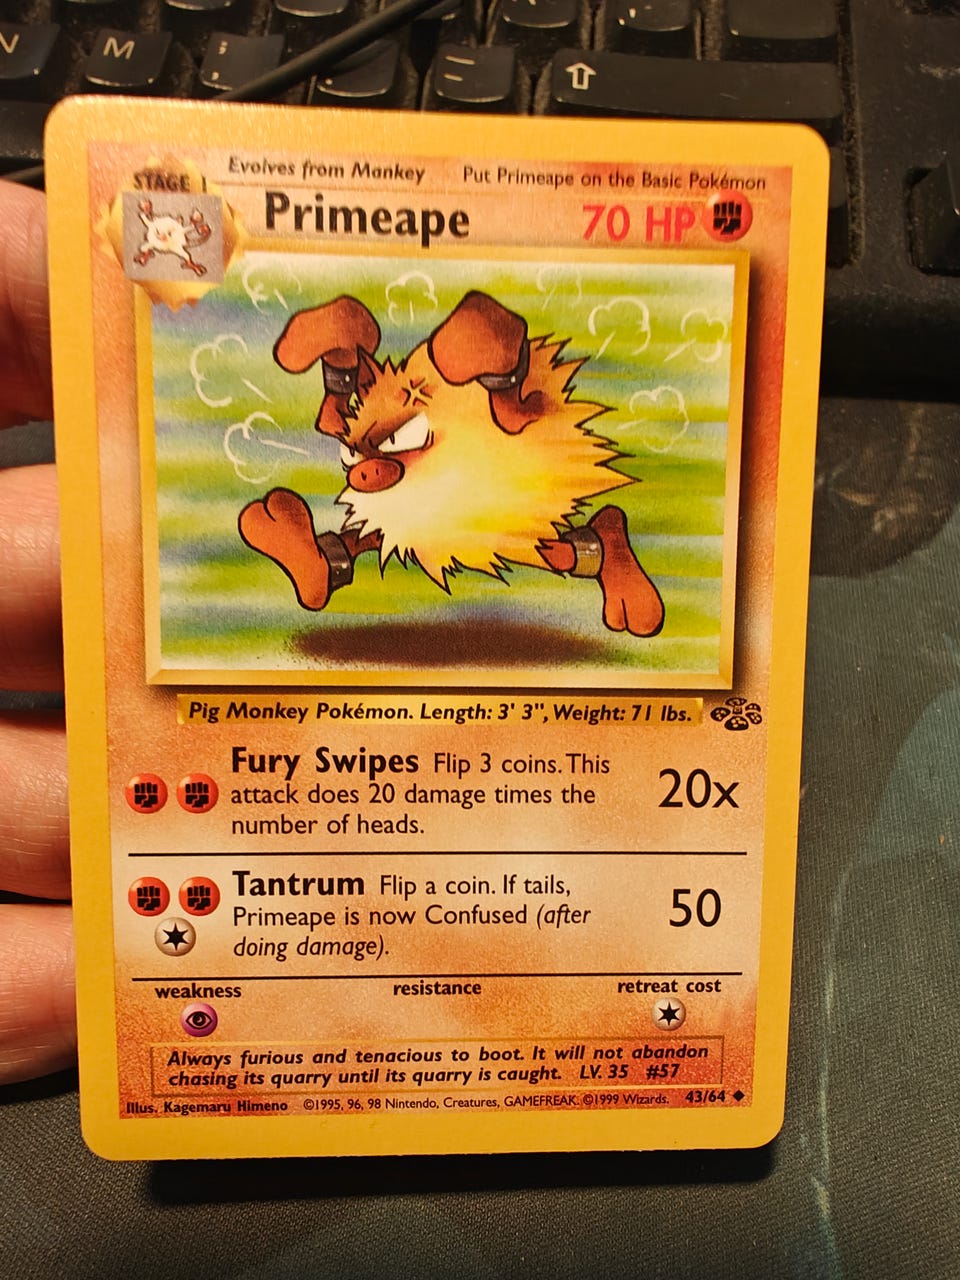 N M ; ,
⇧
STAGE 1
Evolves from Mankey
Put Primeape on the Basic Pokémon
Primeape
70 HP
Pig Monkey Pokémon. Length: 3' 3", Weight: 71 lbs.
Fury Swipes Flip 3 coins. This
attack does 20 damage times the
number of heads.
20x
Tantrum Flip a coin. If tails,
Primeape is now Confused (after
doing damage).
50
weakness
resistance
retreat cost
Always furious and tenacious to boot. It will not abandon
chasing its quarry until its quarry is caught. LV. 35 #57
Illus. Kagemaru Himeno ©1995, 96, 98 Nintendo, Creatures, GAMEFREAK. ©1999 Wizards. 43/64 ◆